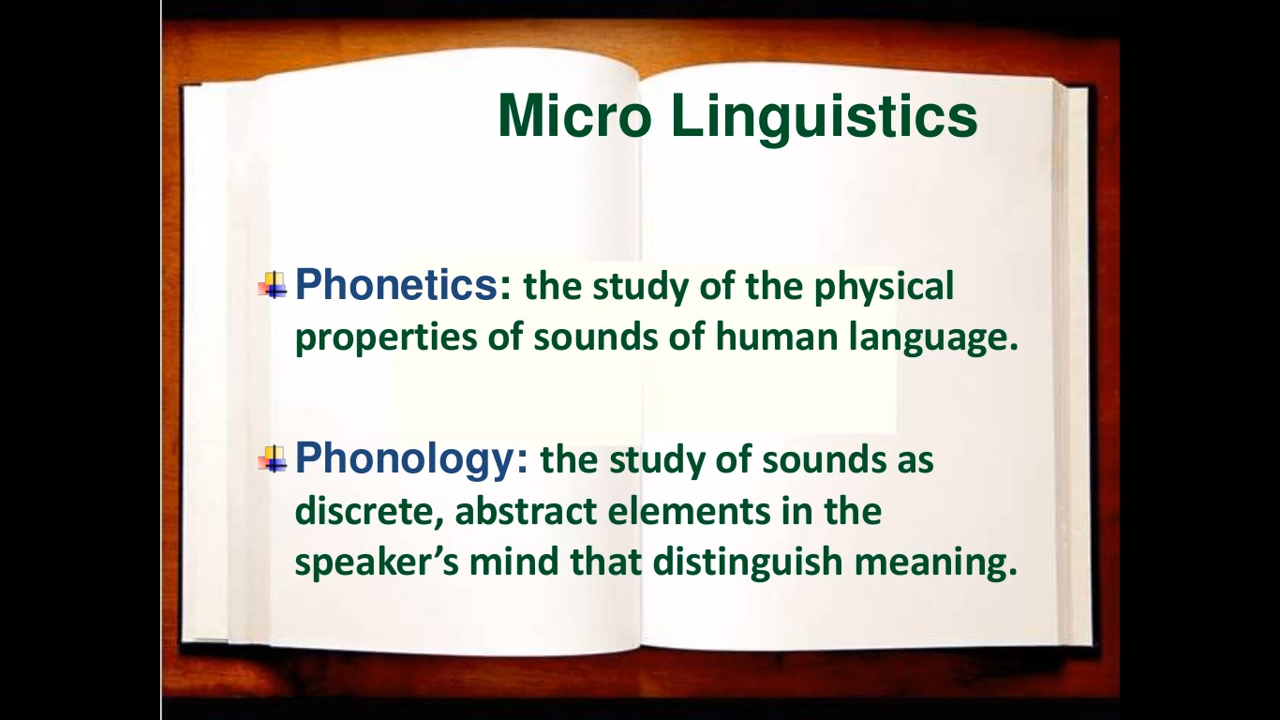 Micro Linguistics
Phonetics: the study of the physical
properties of sounds of human language.
Phonology: the study of sounds as
discrete, abstract elements in the
speaker’s mind that distinguish meaning.